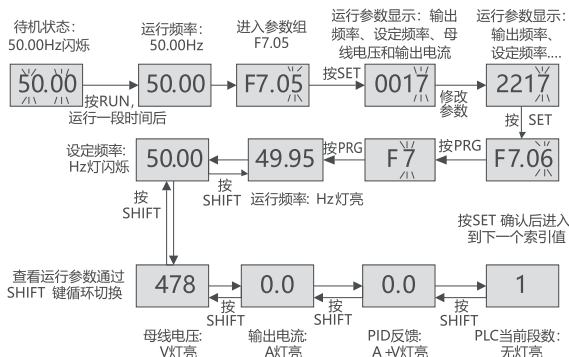 待机状态:
50.00Hz闪烁
运行频率:
50.00Hz
进入参数组
F7.05
运行参数显示: 输出
频率、设定频率、母
线电压和输出电流
运行参数显示:
输出频率、
设定频率....
50.00
按RUN,
运行一段时间后
50.00
F7.05
按SET
0017
修改
参数
2217
按 SET
设定频率:
Hz灯闪烁
50.00
按
SHIFT
49.95
运行频率: Hz灯亮
按PRG
F7
按PRG
F7.06
按
SHIFT
按SET 确认后进入
到下一个索引值
查看运行参数通过
SHIFT 键循环切换
478
按
SHIFT
0.0
按
SHIFT
0.0
按
SHIFT
1
母线电压:
V灯亮
输出电流:
A灯亮
PID反馈:
A+V灯亮
PLC当前段数:
无灯亮